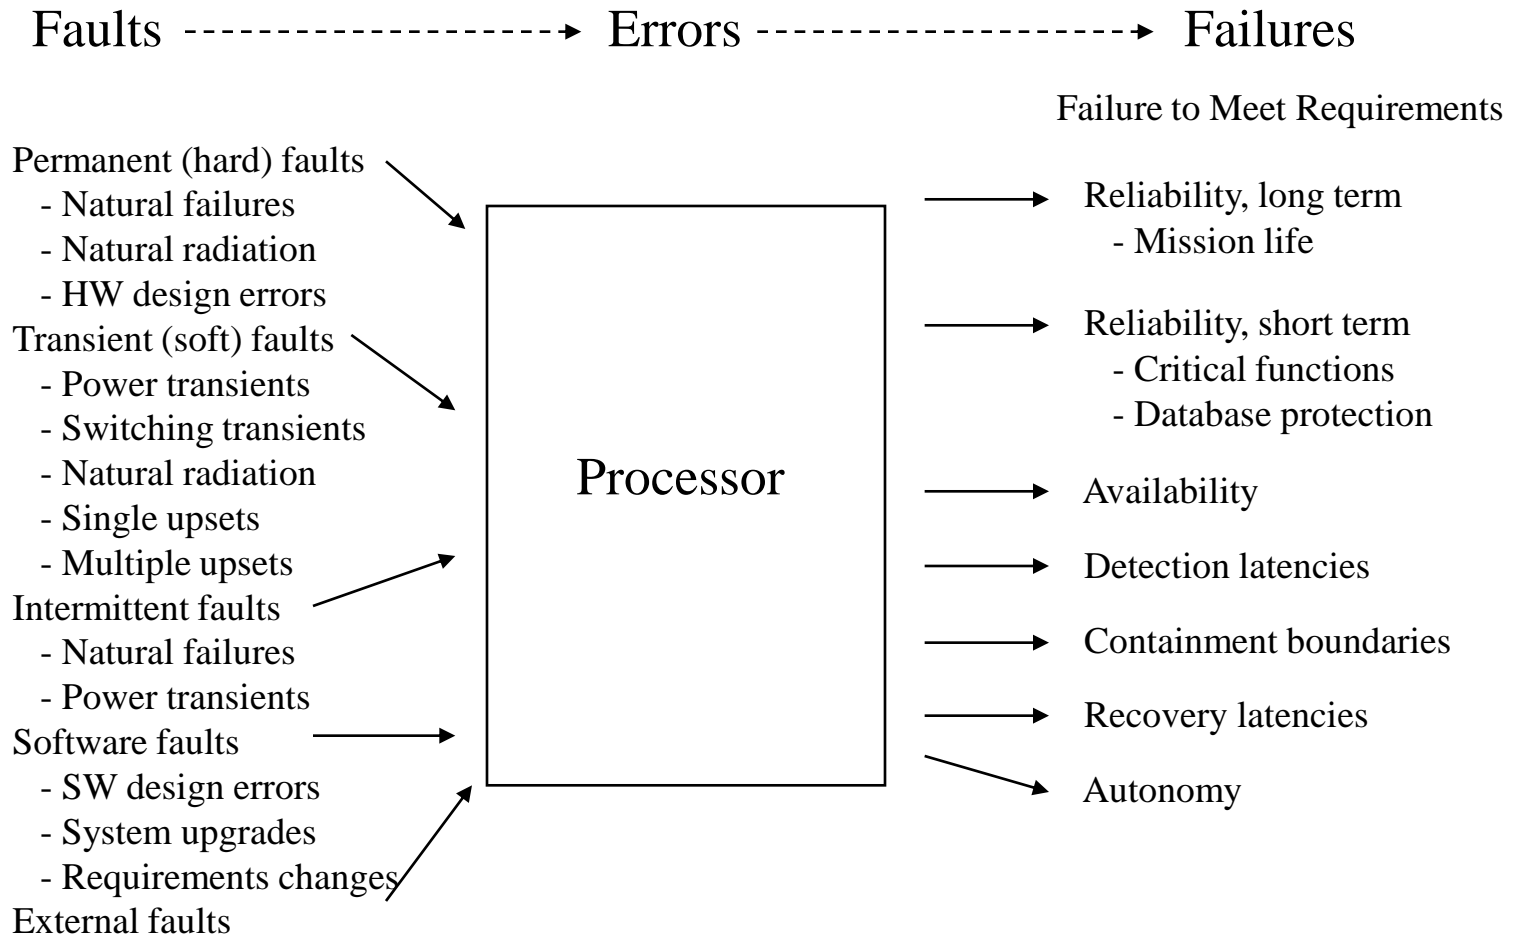 Faults Errors Failures
Failure to Meet Requirements
Permanent (hard) faults
- Natural failures
- Natural radiation
- HW design errors
Transient (soft) faults
- Power transients
- Switching transients
- Natural radiation
- Single upsets
- Multiple upsets
Intermittent faults
- Natural failures
- Power transients
Software faults
- SW design errors
- System upgrades
- Requirements changes
External faults
Processor
Reliability, long term
- Mission life
Reliability, short term
- Critical functions
- Database protection
Availability
Detection latencies
Containment boundaries
Recovery latencies
Autonomy